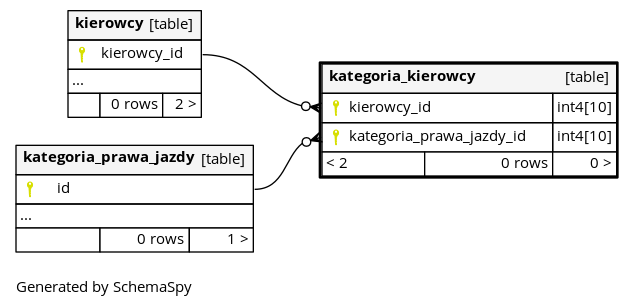 kierowcy [table]
kierowcy_id
...
0 rows 2 >
kategoria_prawa_jazdy [table]
id
...
0 rows 1 >
kategoria_kierowcy [table]
kierowcy_id int4[10]
kategoria_prawa_jazdy_id int4[10]
< 2 0 rows 0 >
Generated by SchemaSpy